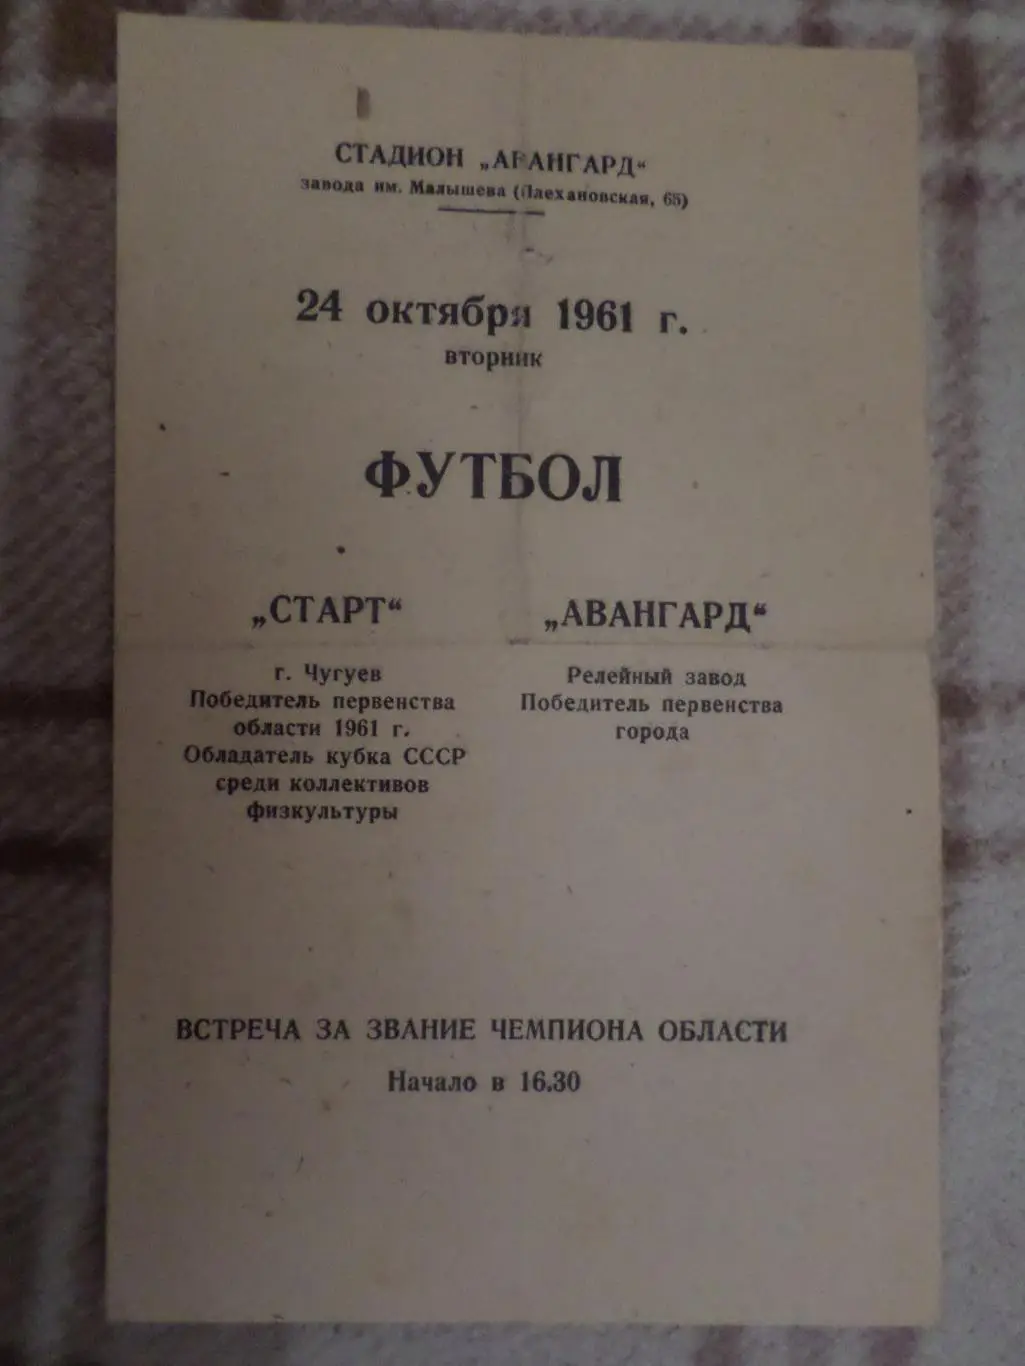 СТАДИОН „АВАНГАРД“
завода им. Малышева (Плехановская, 65)
24 октября 1961 г.
вторник
ФУТБОЛ
„СТАРТ“
г. Чугуев
Победитель первенства
области 1961 г.
Обладатель кубка СССР
среди коллективов
физкультуры
„АВАНГАРД“
Релейный завод
Победитель первенства
города
ВСТРЕЧА ЗА ЗВАНИЕ ЧЕМПИОНА ОБЛАСТИ
Начало в 16.30